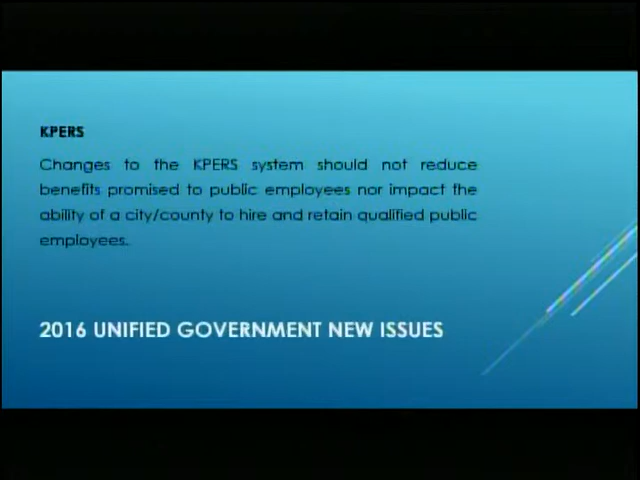 KPERS
Changes to the KPERS system should not reduce
benefits promised to public employees nor impact the
ability of a city/county to hire and retain qualified public
employees.
2016 UNIFIED GOVERNMENT NEW ISSUES